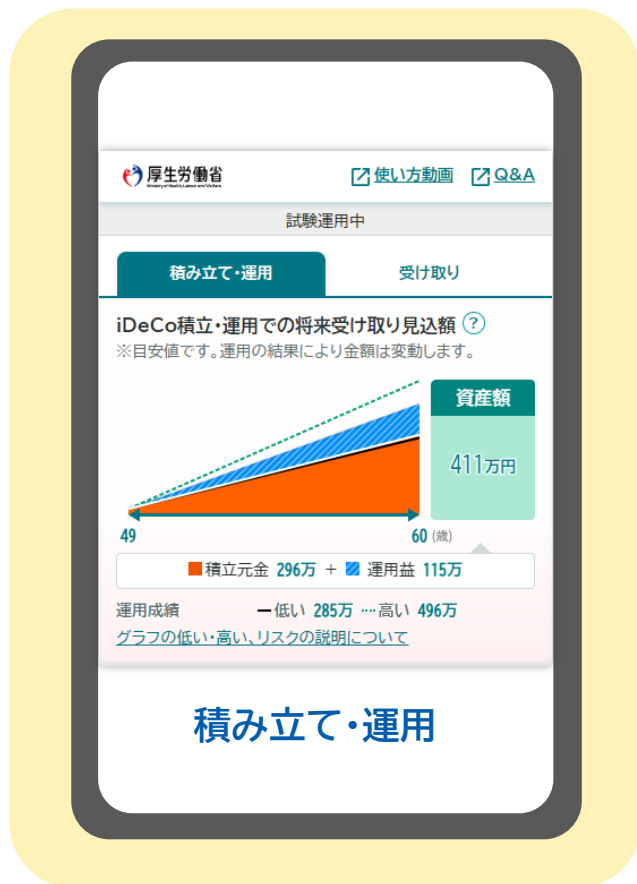 厚生労働省
Ministry of Health, Labour and Welfare
使い方動画 Q&A
試験運用中
積み立て・運用 受け取り
iDeCo積立・運用での将来受け取り見込額 ?
※目安値です。運用の結果により金額は変動します。
資産額
411万円
49 60 (歳)
積立元金 296万 + 運用益 115万
運用成績 低い 285万 高い 496万
グラフの低い・高い、リスクの説明について
積み立て・運用